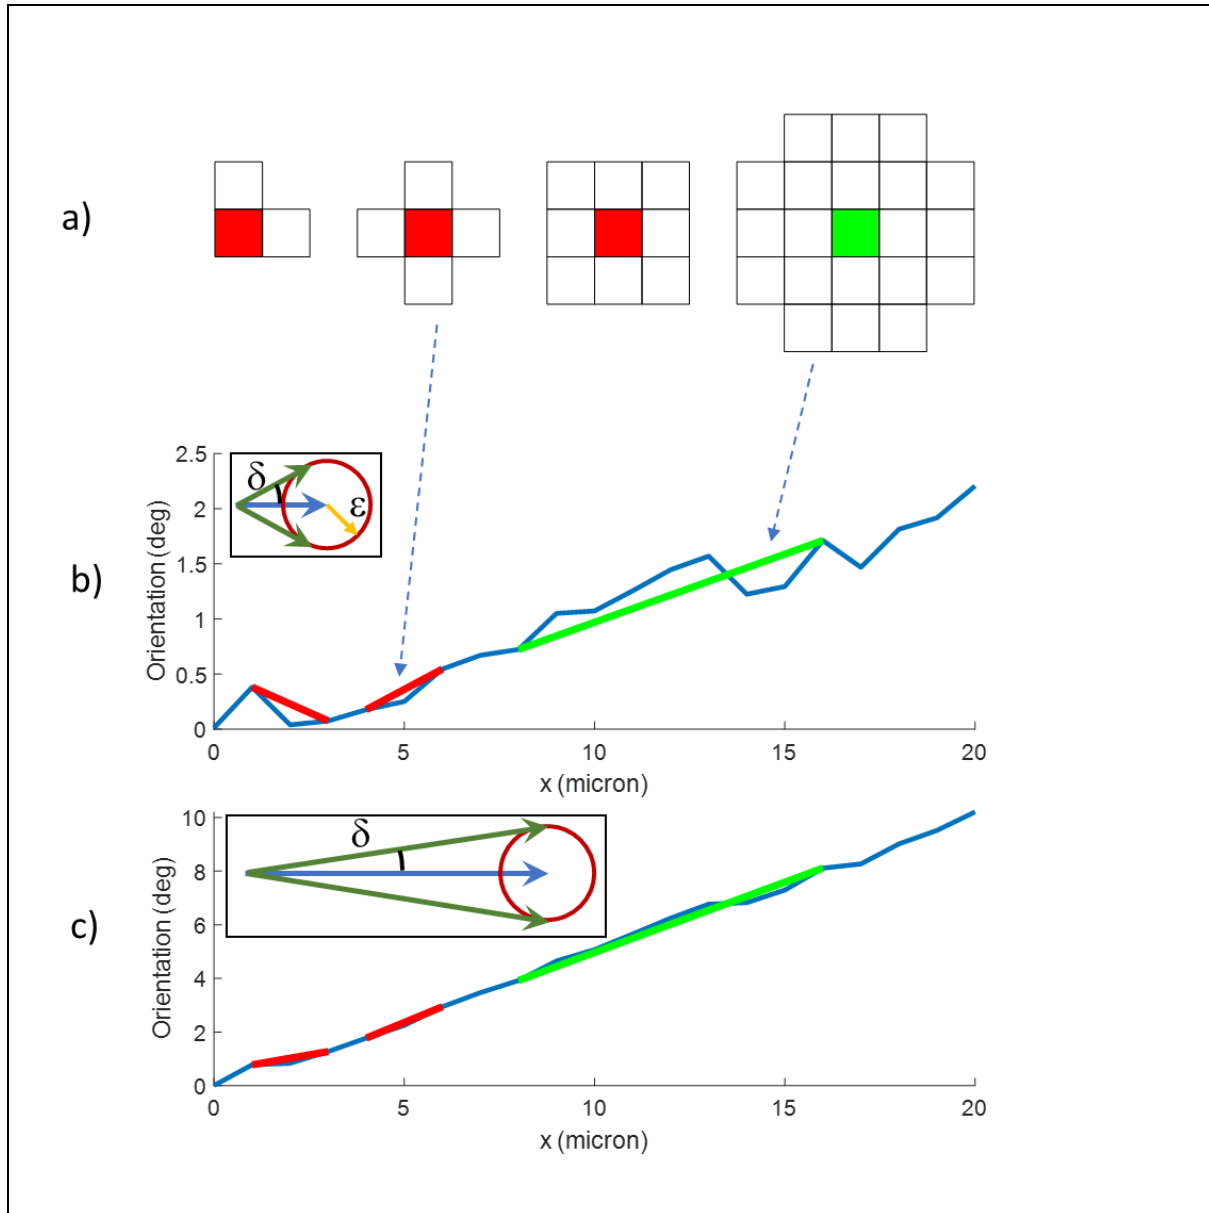 a)
b)
Orientation (deg)
2.5
2
1.5
1
0.5
0
δ
ε
0 5 10 15 20
x (micron)
c)
Orientation (deg)
10
8
6
4
2
0
δ
0 5 10 15 20
x (micron)